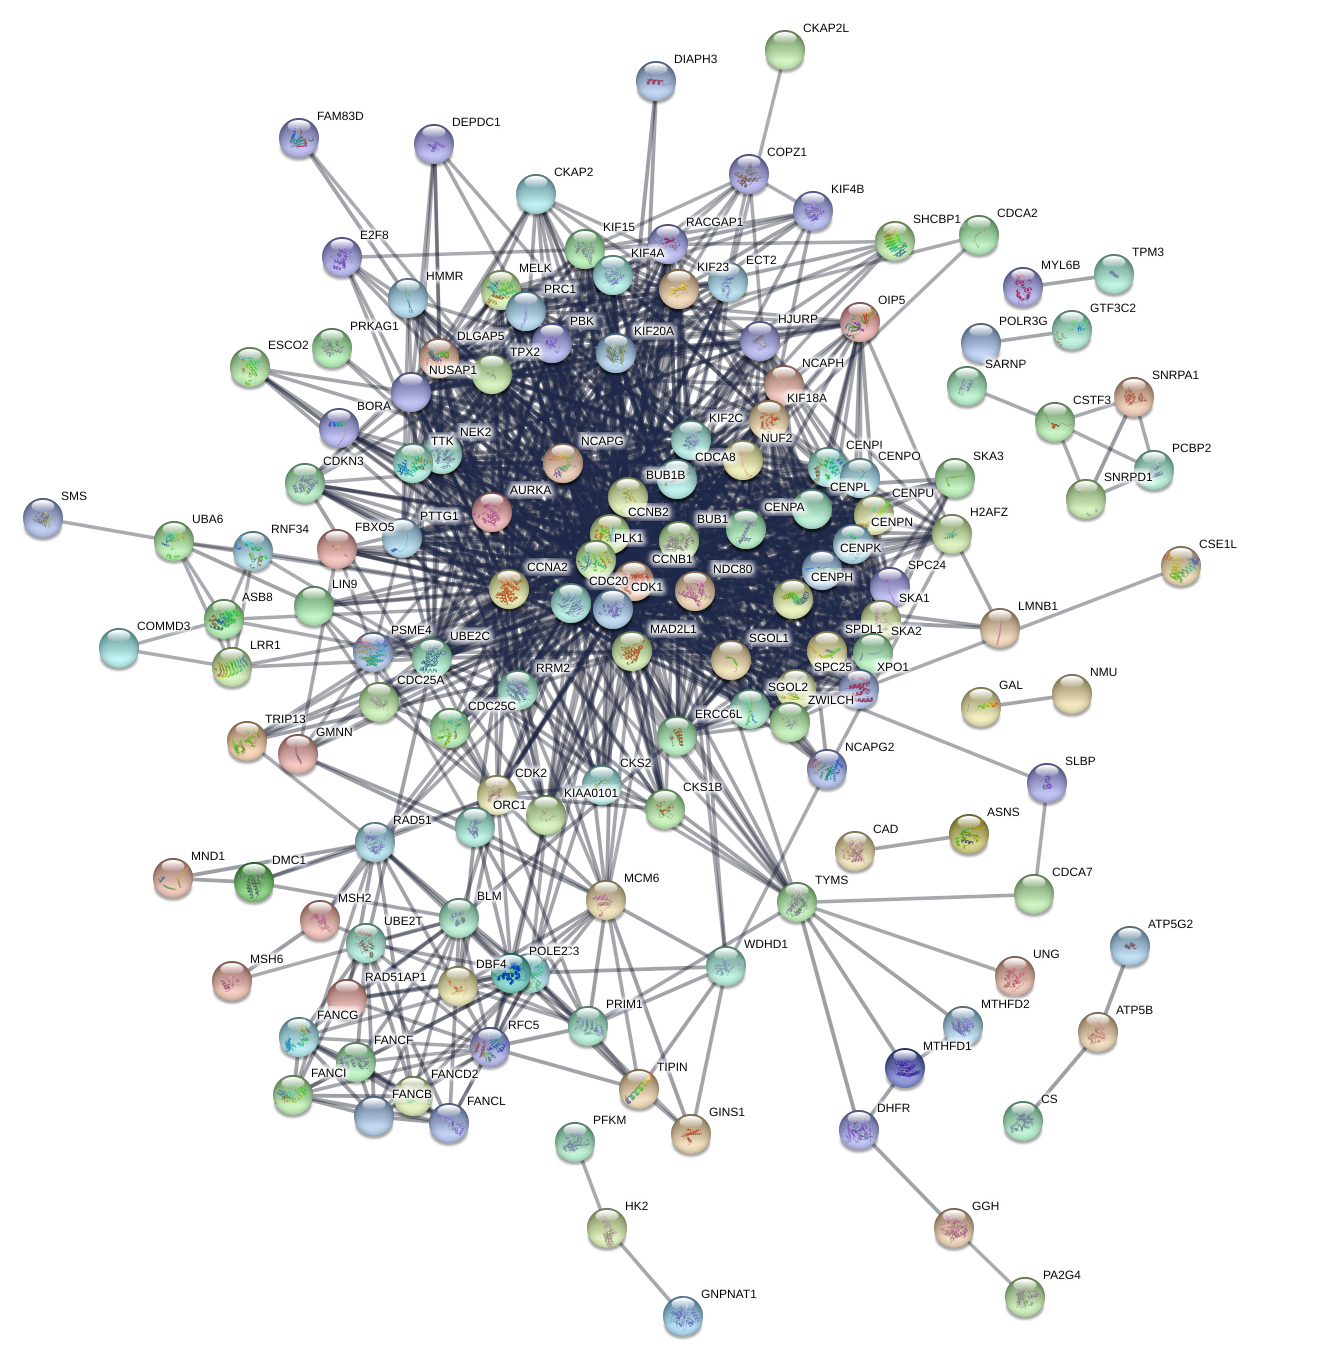 CKAP2L
DIAPH3
FAM83D
DEPDC1
COPZ1
CKAP2
KIF4B
SHCBP1
CDCA2
RACGAP1
KIF15
E2F8
KIF4A
TPM3
ECT2
MYL6B
KIF23
MELK
HMMR
PRC1
OIP5
GTF3C2
POLR3G
PBK
HJURP
PRKAG1
KIF20A
DLGAP5
ESCO2
TPX2
NCAPH
SARNP
NUSAP1
SNRPA1
KIF18A
CSTF3
BORA
KIF2C
NEK2
NUF2
TTK
NCAPG
CENPI
PCBP2
CENPO
CDCA8
SKA3
CDKN3
BUB1B
SNRPD1
CENPL
AURKA
CENPU
SMS
CENPA
CCNB2
H2AFZ
UBA6
PTTG1
BUB1
CENPN
FBXO5
RNF34
PLK1
CSE1L
CENPK
CCNB1
SPC24
CCNA2
NDC80
CDC20
CENPH
LIN9
CDK1
ASB8
SKA1
LMNB1
COMMD3
PSME4
MAD2L1
SPDL1
SKA2
UBE2C
SGOL1
LRR1
SPC25
XPO1
RRM2
NMU
GAL
CDC25A
SGOL2
ZWILCH
CDC25C
ERCC6L
TRIP13
GMNN
NCAPG2
SLBP
CKS2
CDK2
KIAA0101
CKS1B
ORC1
ASNS
RAD51
CAD
MND1
DMC1
CDCA7
MCM6
TYMS
MSH2
BLM
UBE2T
ATP5G2
WDHD1
POLE2
UNG
MSH6
DBF4
RAD51AP1
MTHFD2
PRIM1
ATP5B
FANCG
RFC5
FANCF
MTHFD1
TIPIN
FANCI
FANCD2
FANCB
FANCL
CS
DHFR
GINS1
PFKM
HK2
GGH
PA2G4
GNPNAT1